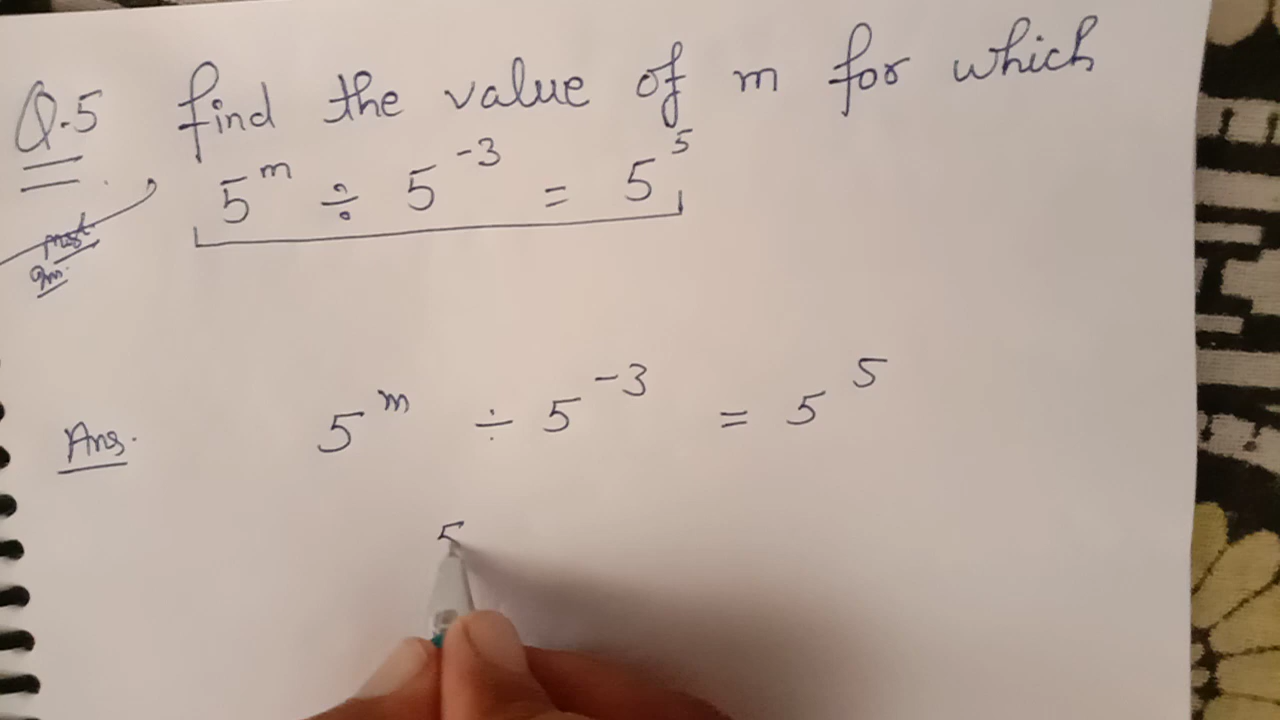 Q.5 find the value of m for which
5^m ÷ 5^-3 = 5^5
most
Ans. 5^m ÷ 5^-3 = 5^5
5